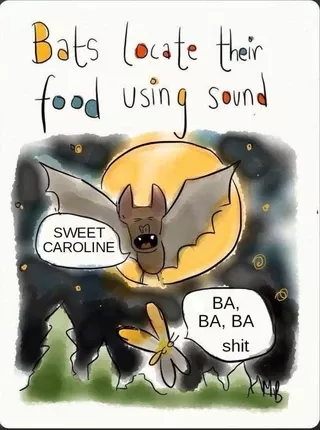 Bats locate their
food using sound
SWEET
CAROLINE
BA,
BA, BA
shit